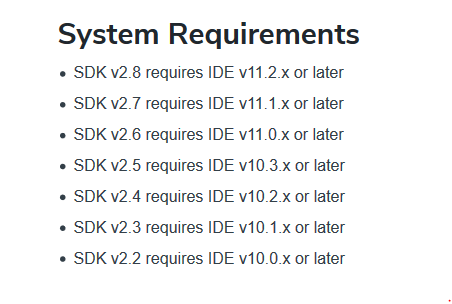 System Requirements
• SDK v2.8 requires IDE v11.2.x or later
• SDK v2.7 requires IDE v11.1.x or later
• SDK v2.6 requires IDE v11.0.x or later
• SDK v2.5 requires IDE v10.3.x or later
• SDK v2.4 requires IDE v10.2.x or later
• SDK v2.3 requires IDE v10.1.x or later
• SDK v2.2 requires IDE v10.0.x or later